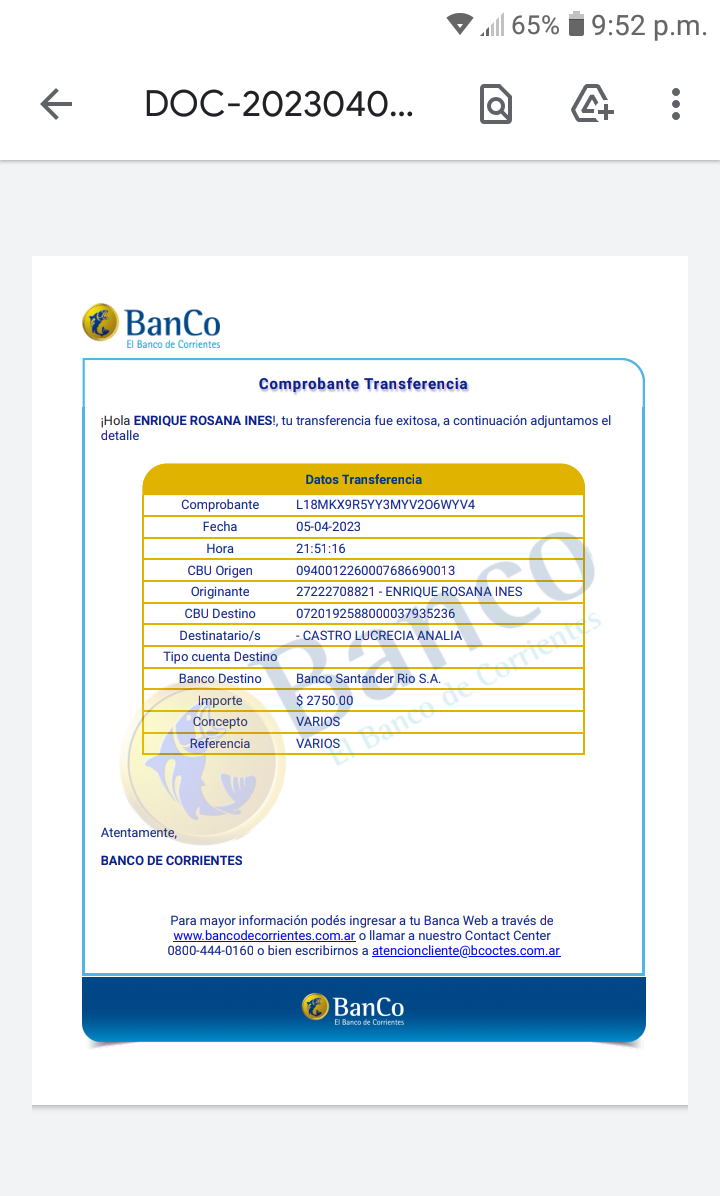 65% 9:52 p.m.
DOC-2023040...
BanCo
El Banco de Corrientes
Comprobante Transferencia
¡Hola ENRIQUE ROSANA INES!, tu transferencia fue exitosa, a continuación adjuntamos el
detalle
Datos Transferencia
Comprobante L18MKX9R5YY3MYV2O6WYV4
Fecha 05-04-2023
Hora 21:51:16
CBU Origen 0940012260007686690013
Originante 27222708821 - ENRIQUE ROSANA INES
CBU Destino 0720192588000037935236
Destinatario/s - CASTRO LUCRECIA ANALIA
Tipo cuenta Destino
Banco Destino Banco Santander Rio S.A.
Importe $ 2750.00
Concepto VARIOS
Referencia VARIOS
Banco
El Banco de Corrientes
Atentamente,
BANCO DE CORRIENTES
Para mayor información podés ingresar a tu Banca Web a través de
www.bancodecorrientes.com.ar o llamar a nuestro Contact Center
0800-444-0160 o bien escribirnos a atencioncliente@bcoctes.com.ar
BanCo
El Banco de Corrientes